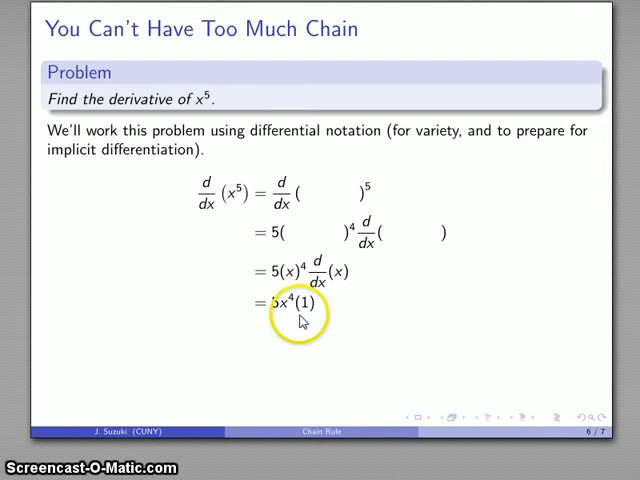 You Can't Have Too Much Chain
Problem
Find the derivative of x⁵.
We'll work this problem using differential notation (for variety, and to prepare for
implicit differentiation).
d/dx (x⁵) = d/dx ( )⁵
= 5( )⁴ d/dx ( )
= 5(x)⁴ d/dx (x)
= 5x⁴(1)
J. Suzuki (CUNY) Chain Rule 6 / 7
Screencast-O-Matic.com